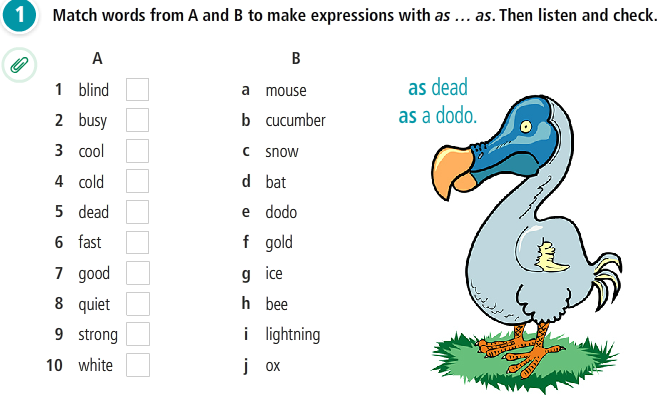 1 Match words from A and B to make expressions with as … as. Then listen and check.
A B
1 blind a mouse
2 busy b cucumber
3 cool c snow
4 cold d bat
5 dead e dodo
6 fast f gold
7 good g ice
8 quiet h bee
9 strong i lightning
10 white j ox
as dead
as a dodo.